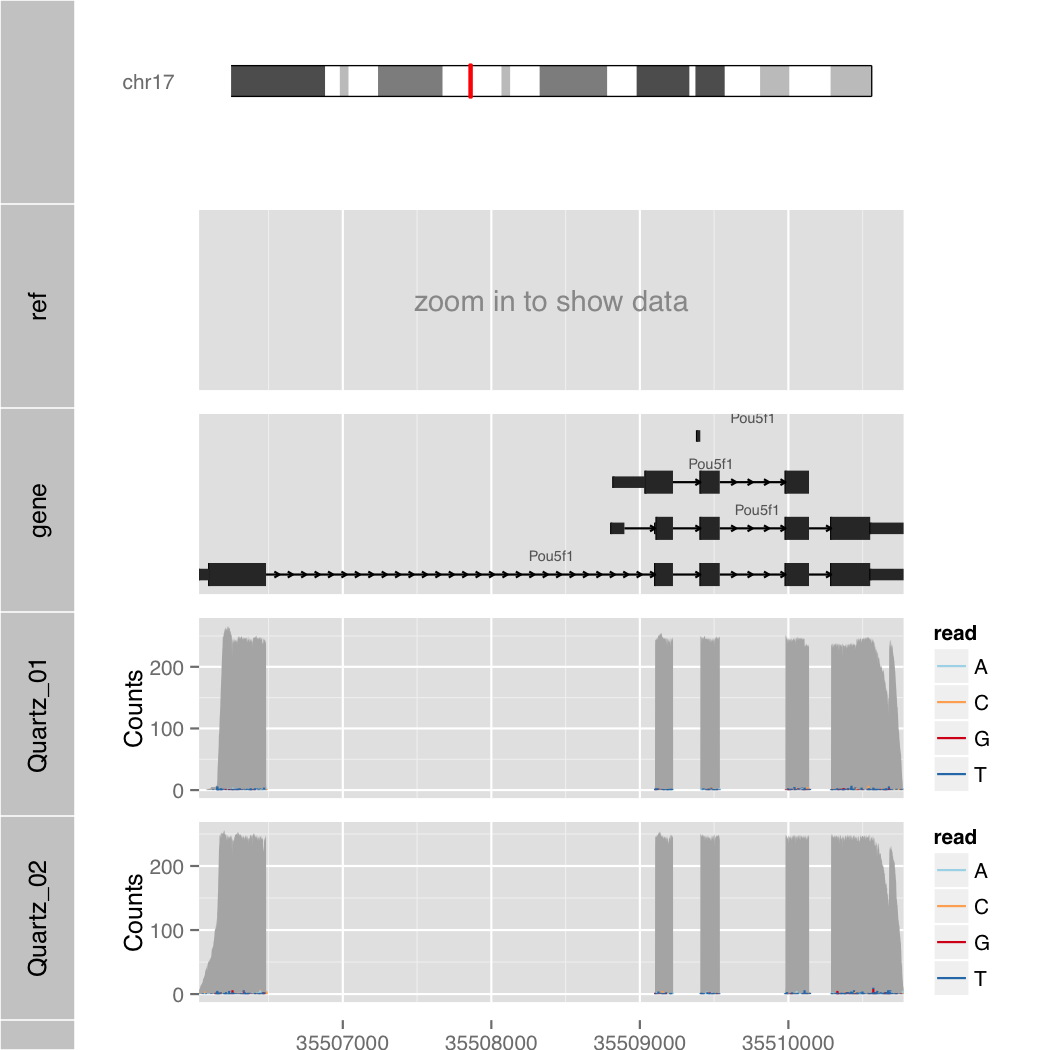 chr17
ref
zoom in to show data
gene
Pou5f1
Pou5f1
Pou5f1
Pou5f1
Quartz_01
Counts
200
100
0
read
A
C
G
T
Quartz_02
Counts
200
100
0
read
A
C
G
T
35507000 35508000 35509000 35510000